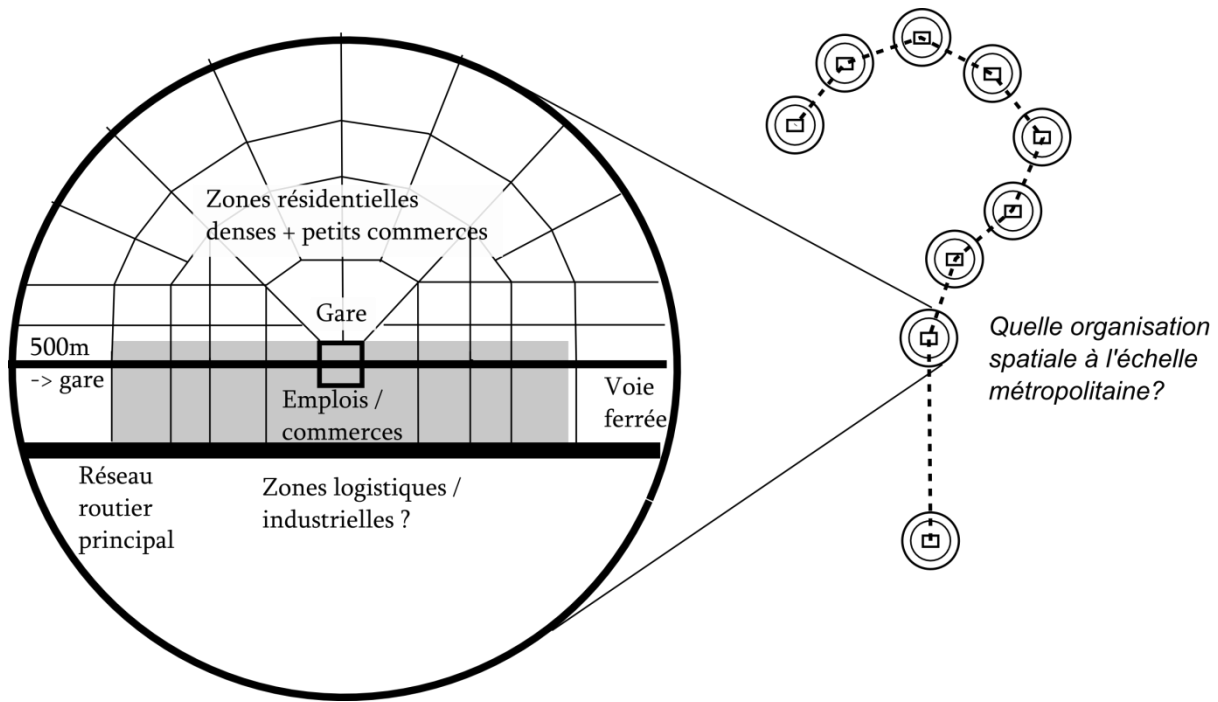 Zones résidentielles
denses + petits commerces
Gare
500m
-> gare
Emplois /
commerces
Voie
ferrée
Réseau
routier
principal
Zones logistiques /
industrielles ?
Quelle organisation
spatiale à l'échelle
métropolitaine?